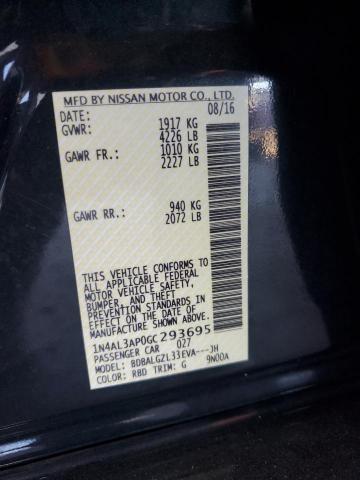 MFD BY NISSAN MOTOR CO., LTD.
DATE: 08/16
GVWR: 1917 KG
4226 LB
GAWR FR.: 1010 KG
2227 LB
GAWR RR.: 940 KG
2072 LB
THIS VEHICLE CONFORMS TO
ALL APPLICABLE FEDERAL
MOTOR VEHICLE SAFETY,
BUMPER, AND THEFT
PREVENTION STANDARDS IN
EFFECT ON THE DATE OF
MANUFACTURE SHOWN ABOVE.
1N4AL3AP0GC293695
PASSENGER CAR 027
MODEL: BDBALGZL33EVA---JH
COLOR: RBD TRIM: G 9N00A